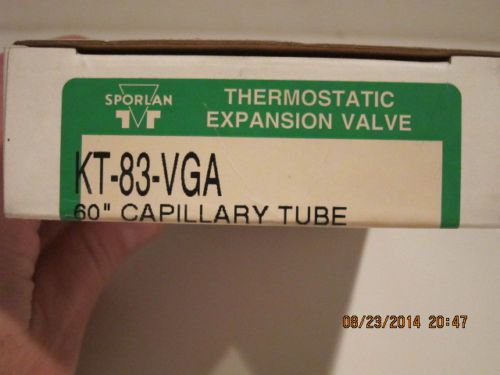 SPORLAN
THERMOSTATIC
EXPANSION VALVE
KT-83-VGA
60" CAPILLARY TUBE
08/23/2014 20:47